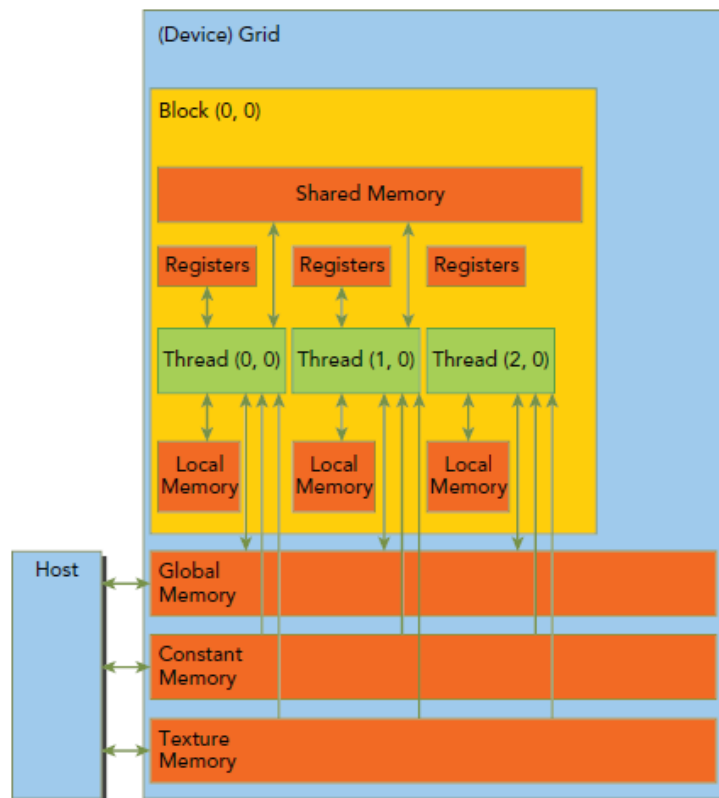 (Device) Grid
Block (0, 0)
Shared Memory
Registers
Registers
Registers
Thread (0, 0)
Thread (1, 0)
Thread (2, 0)
Local
Memory
Local
Memory
Local
Memory
Host
Global
Memory
Constant
Memory
Texture
Memory